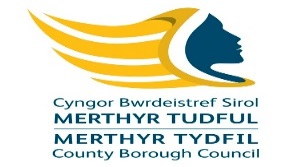 Cyngor Bwrdeistref Sirol
MERTHYR TUDFUL
MERTHYR TYDFIL
County Borough Council